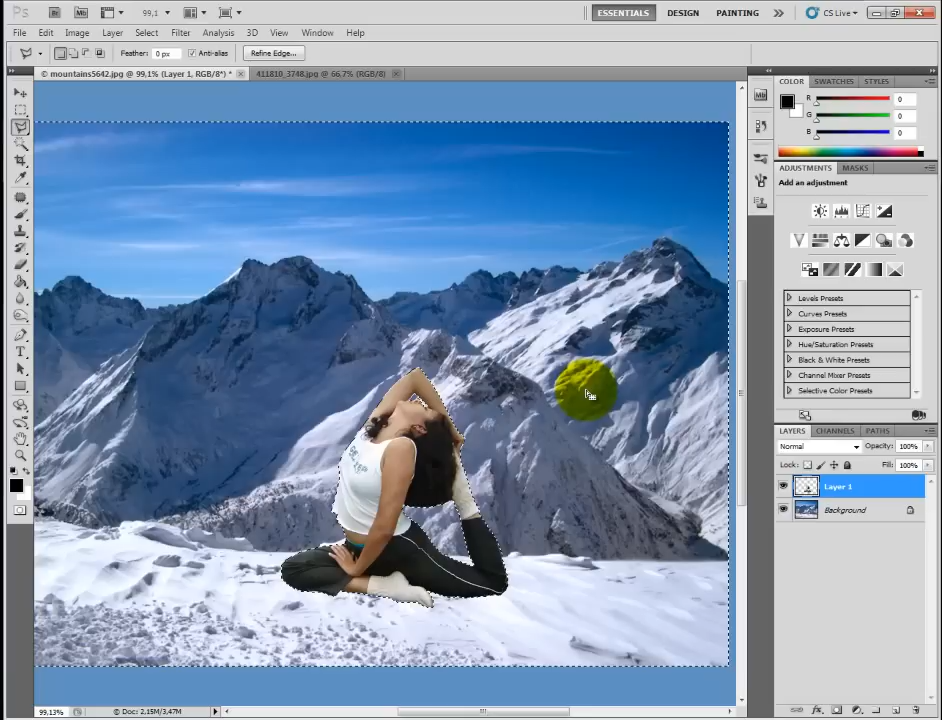 Ps Br Mb 99,1 ESSENTIALS DESIGN PAINTING CS Live
File Edit Image Layer Select Filter Analysis 3D View Window Help
Feather: 0 px Anti-alias Refine Edge...
mountains5642.jpg @ 99,1% (Layer 1, RGB/8*) * 411810_3748.jpg @ 66,7% (RGB/8)
COLOR SWATCHES STYLES
Mb
R 0
G 0
B 0
ADJUSTMENTS MASKS
Add an adjustment
Levels Presets
Curves Presets
Exposure Presets
Hue/Saturation Presets
Black & White Presets
Channel Mixer Presets
Selective Color Presets
LAYERS CHANNELS PATHS
Normal Opacity: 100%
Lock: Fill: 100%
Layer 1
Background
99,13% Doc: 2,15M/3,47M